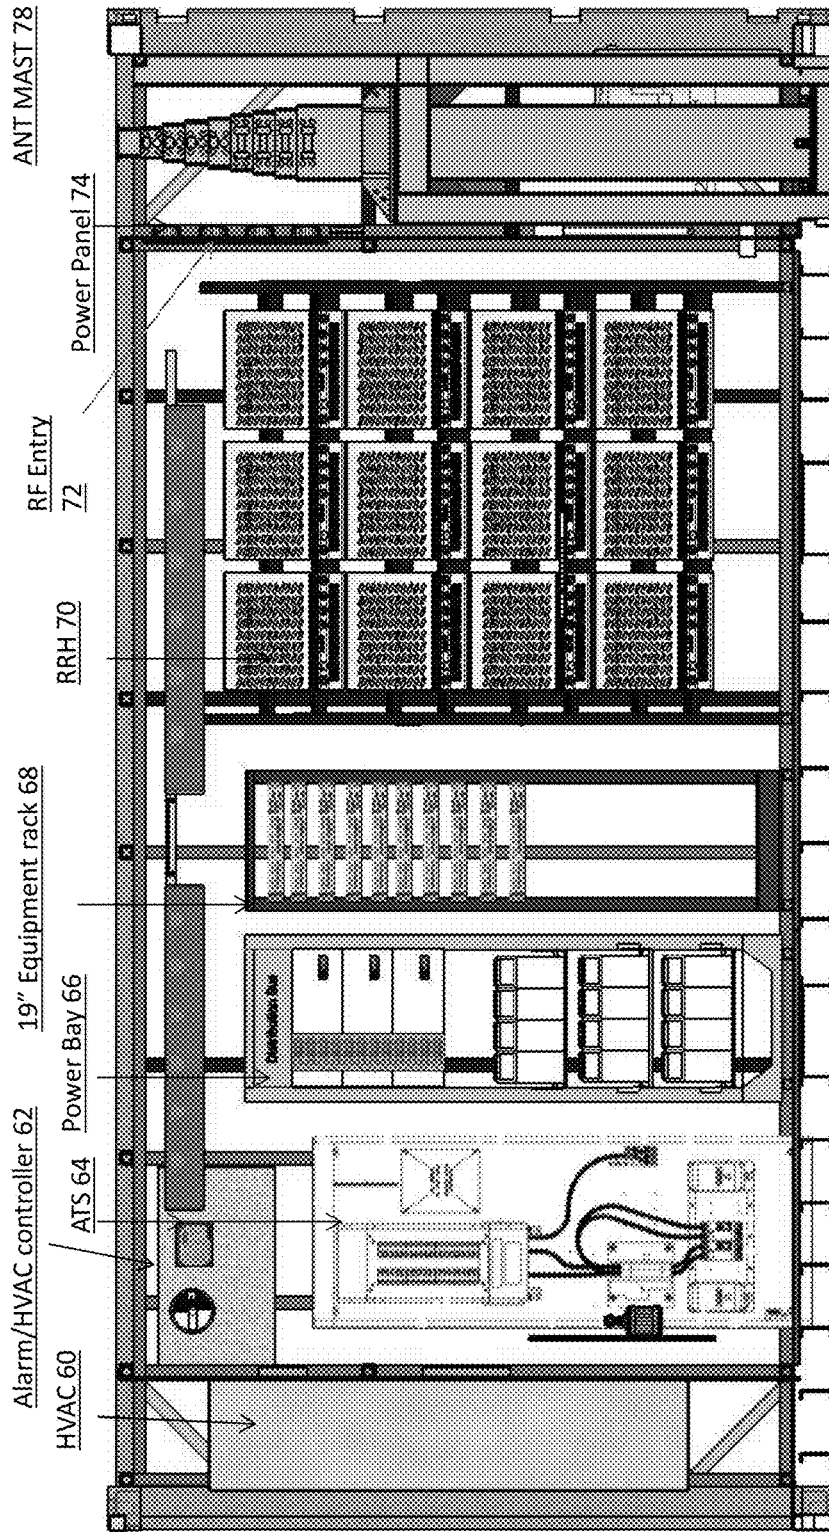 HVAC 60
Alarm/HVAC controller 62
ATS 64
Power Bay 66
19" Equipment rack 68
RRH 70
RF Entry
72
Power Panel 74
ANT MAST 78
Distribution Bus